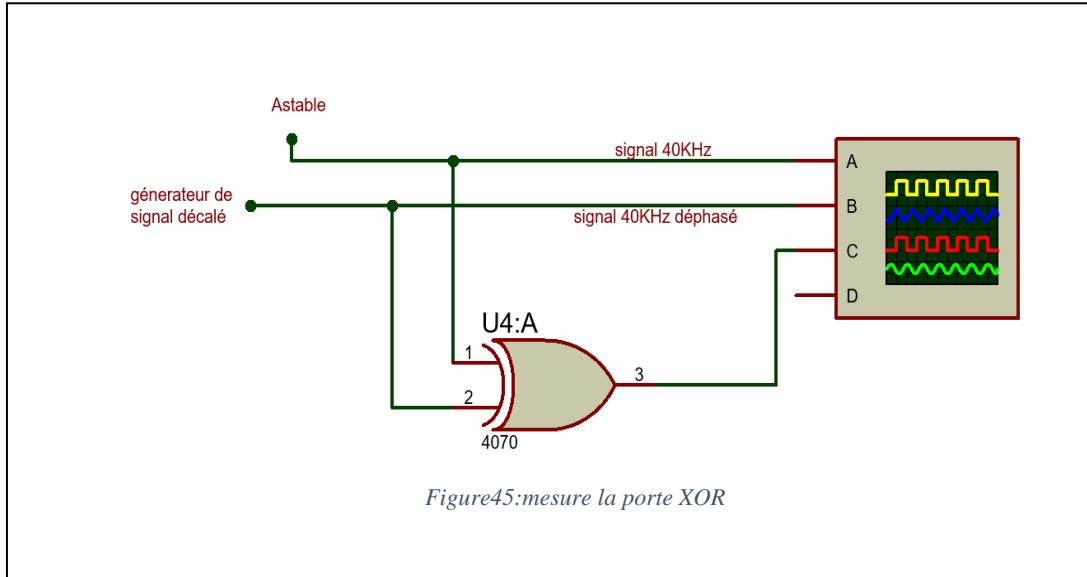 Astable
signal 40KHz
A
génerateur de
signal décalé
signal 40KHz déphasé
B
C
D
U4:A
1
2
3
4070
Figure45:mesure la porte XOR